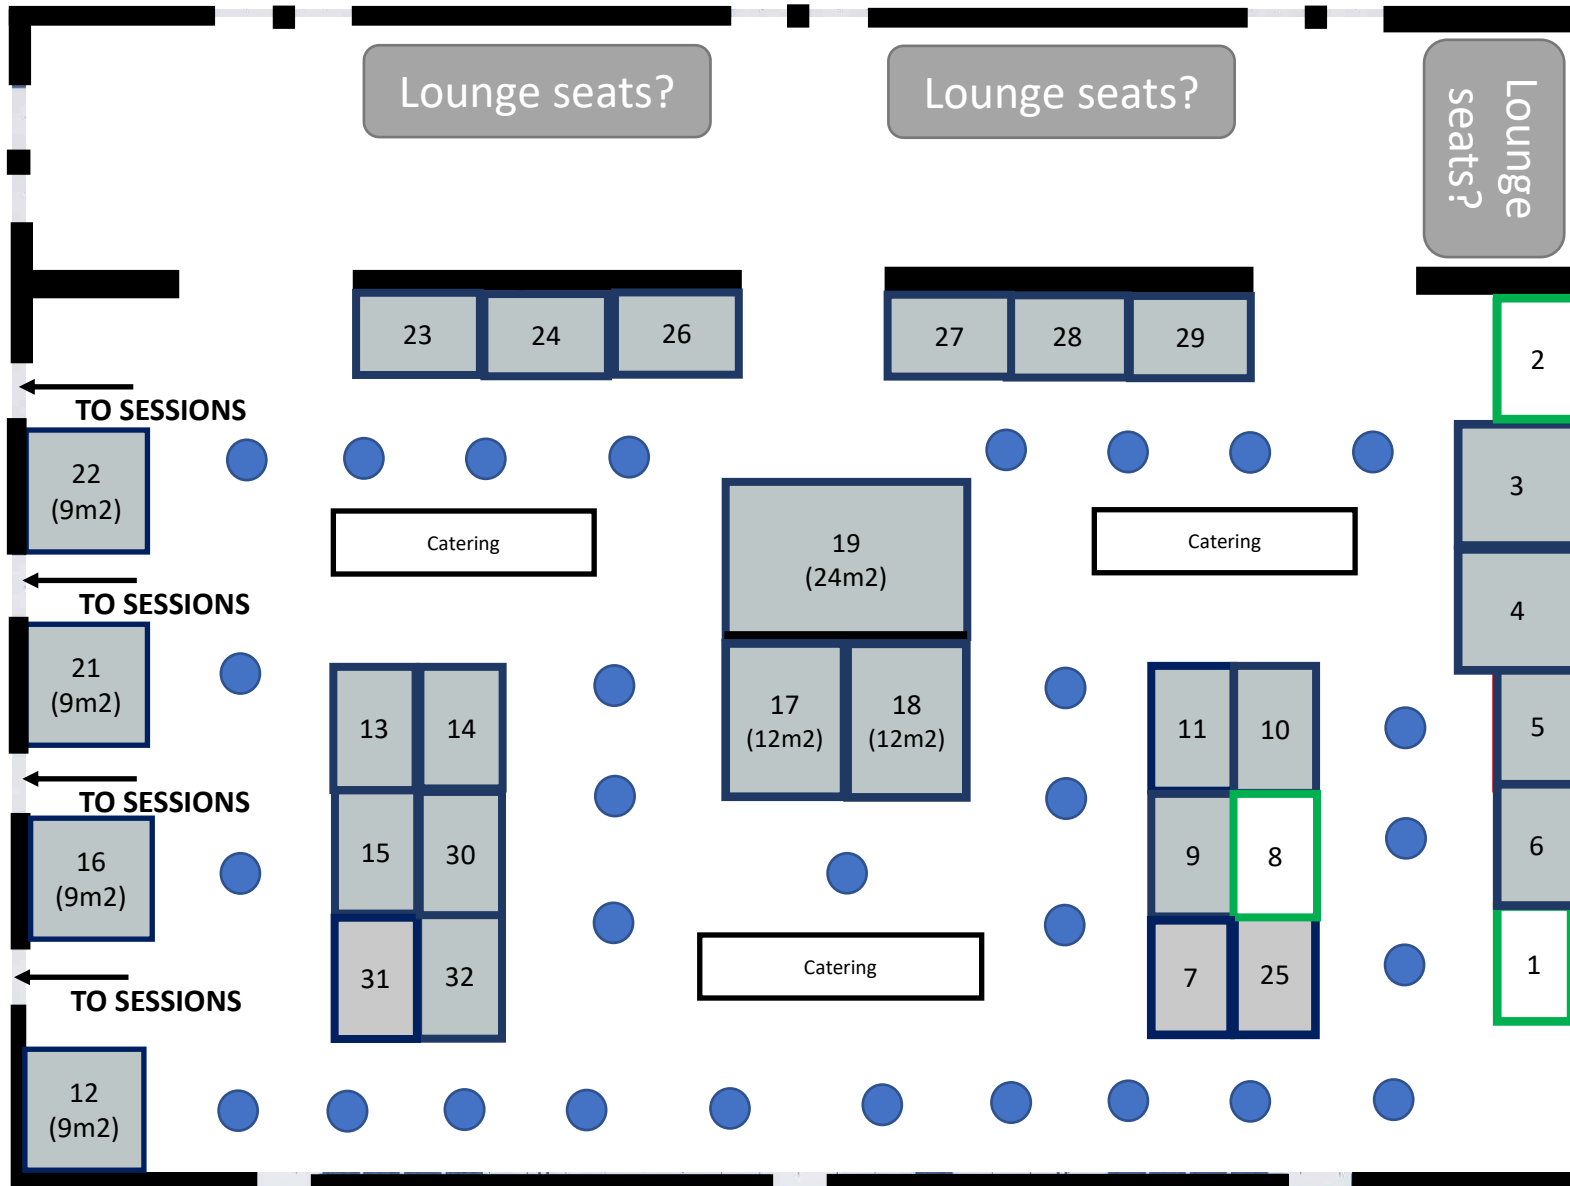 Lounge seats?
Lounge seats?
Lounge
seats?
23
24
26
27
28
29
2
TO SESSIONS
22
(9m2)
Catering
19
(24m2)
Catering
3
4
TO SESSIONS
21
(9m2)
13
14
17
(12m2)
18
(12m2)
11
10
5
TO SESSIONS
16
(9m2)
15
30
9
8
6
31
32
Catering
7
25
1
TO SESSIONS
12
(9m2)